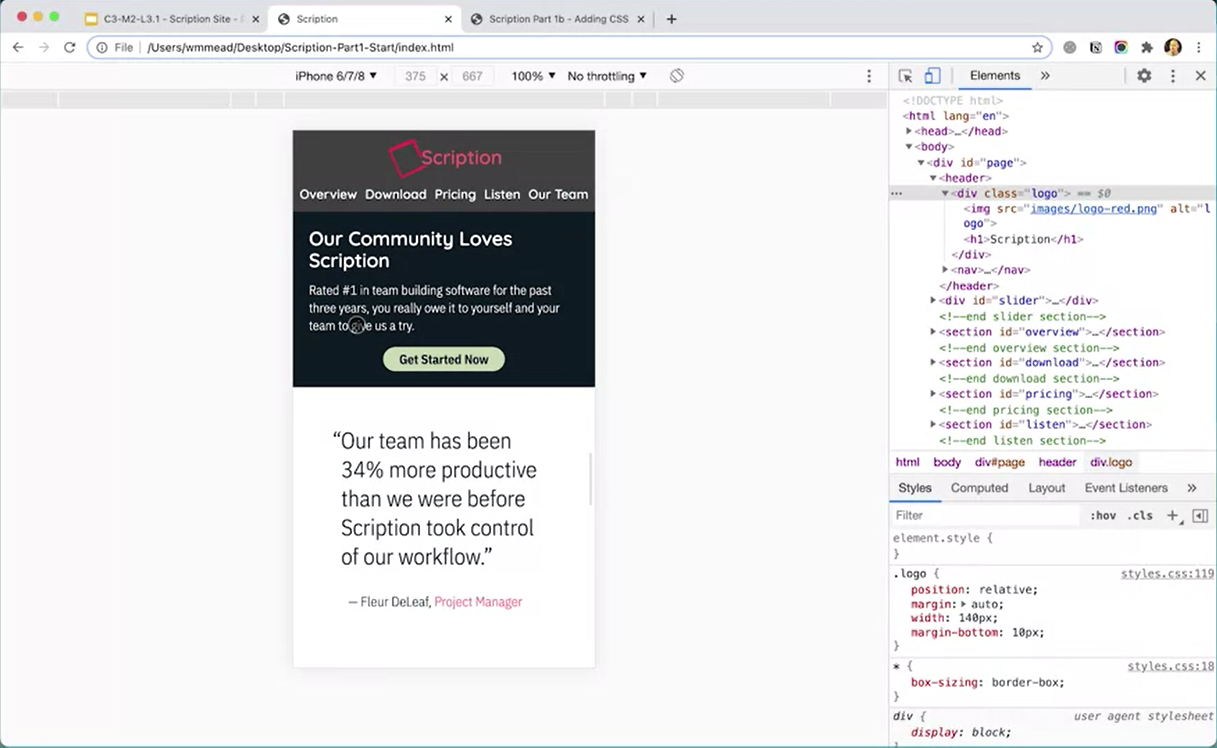 C3-M2-L3.1 - Scription Site -
Scription
Scription Part 1b - Adding CSS
File /Users/wmmead/Desktop/Scription-Part1-Start/index.html
iPhone 6/7/8 ▼ 375 × 667 100% ▼ No throttling ▼
Elements »
Scription
Overview Download Pricing Listen Our Team
Our Community Loves
Scription
Rated #1 in team building software for the past
three years, you really owe it to yourself and your
team to give us a try.
Get Started Now
“Our team has been
34% more productive
than we were before
Scription took control
of our workflow.”
— Fleur DeLeaf, Project Manager
<!DOCTYPE html>
<html lang="en">
▶<head>…</head>
▼<body>
▼<div id="page">
▼<header>
… ▼<div class="logo"> == $0
<img src="images/logo-red.png" alt="l
ogo">
<h1>Scription</h1>
</div>
▶<nav>…</nav>
</header>
▶<div id="slider">…</div>
<!--end slider section-->
▶<section id="overview">…</section>
<!--end overview section-->
▶<section id="download">…</section>
<!--end download section-->
▶<section id="pricing">…</section>
<!--end pricing section-->
▶<section id="listen">…</section>
<!--end listen section-->
html body div#page header div.logo
Styles Computed Layout Event Listeners »
Filter :hov .cls +
element.style {
}
.logo { styles.css:119
position: relative;
margin:▶ auto;
width: 140px;
margin-bottom: 10px;
}
* { styles.css:18
box-sizing: border-box;
}
div { user agent stylesheet
display: block;